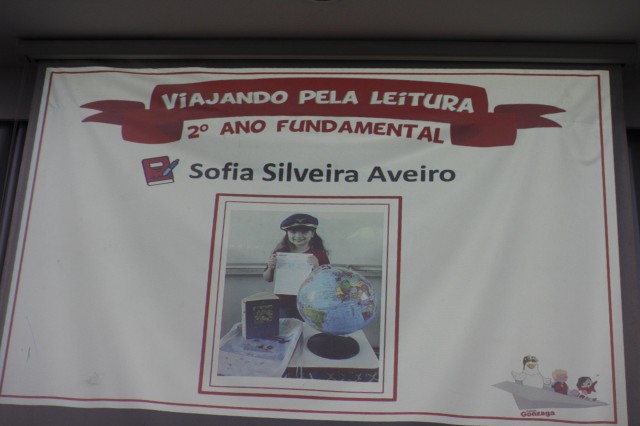 VIAJANDO PELA LEITURA
2º ANO FUNDAMENTAL
Sofia Silveira Aveiro
Gonzaga